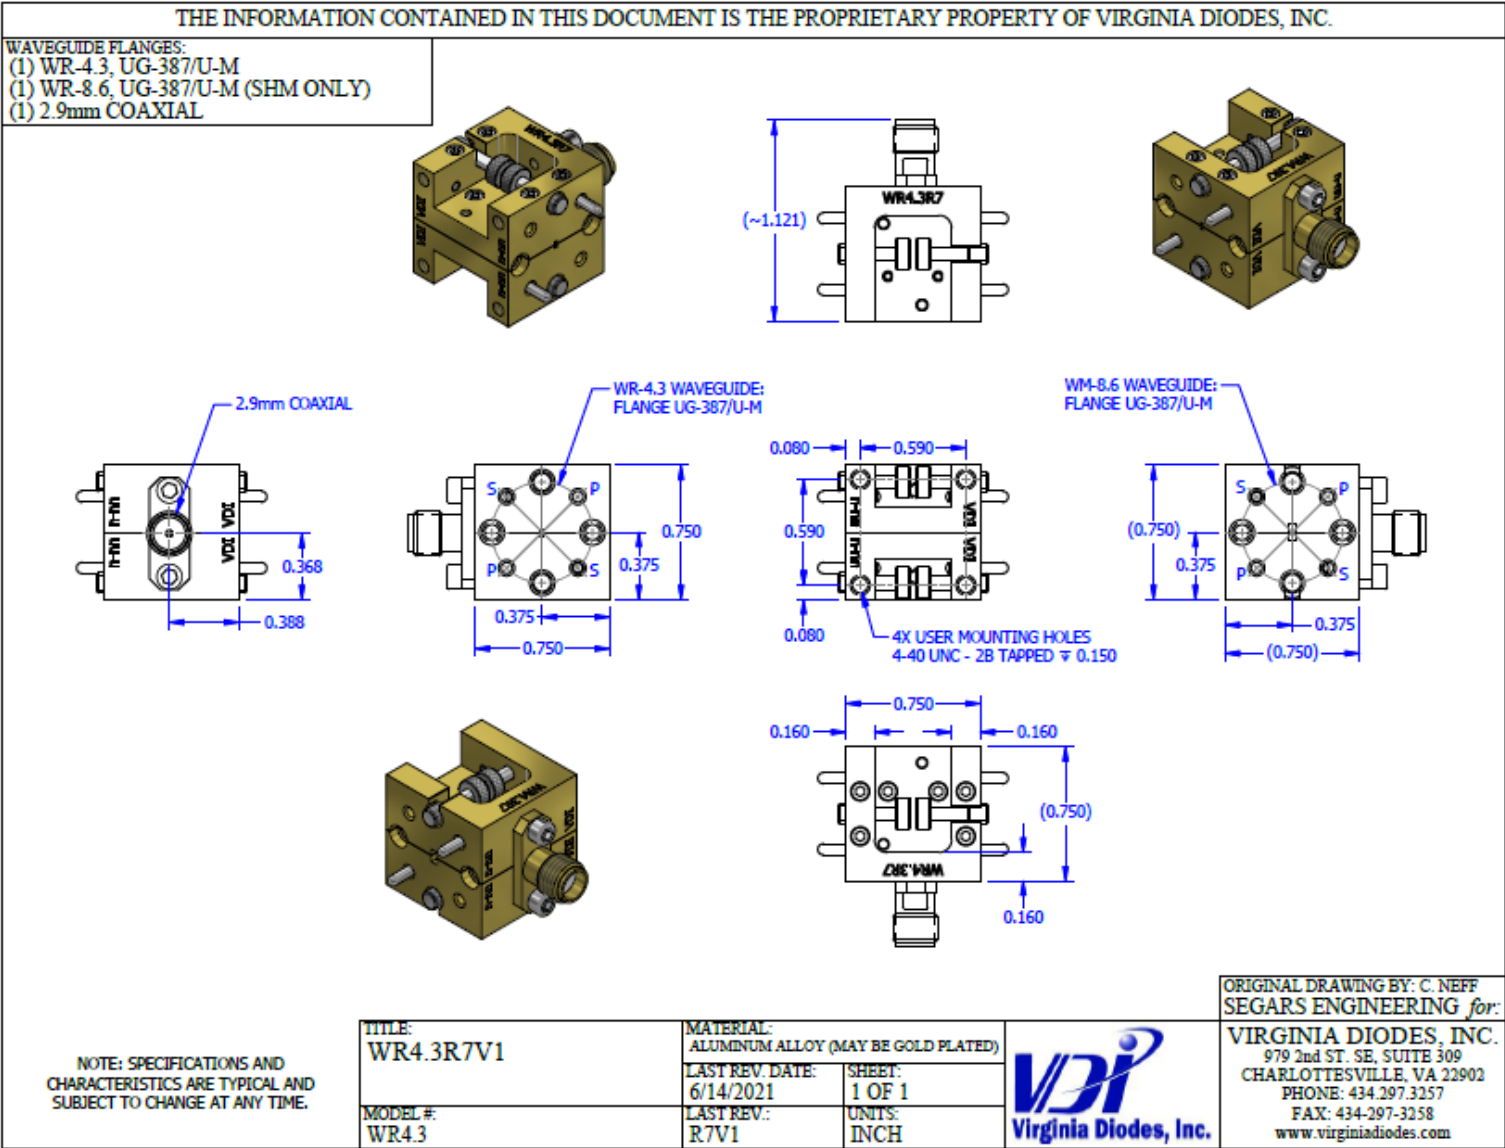 THE INFORMATION CONTAINED IN THIS DOCUMENT IS THE PROPRIETARY PROPERTY OF VIRGINIA DIODES, INC.
WAVEGUIDE FLANGES:
(1) WR-4.3, UG-387/U-M
(1) WR-8.6, UG-387/U-M (SHM ONLY)
(1) 2.9mm COAXIAL
(~1.121)
WR4.3R7
2.9mm COAXIAL
VDI
VDI
0.368
0.388
WR-4.3 WAVEGUIDE:
FLANGE UG-387/U-M
S
P
P
S
0.750
0.375
0.375
0.750
0.080
0.590
0.590
0.080
VDI
VDI
4X USER MOUNTING HOLES
4-40 UNC - 2B TAPPED ↧ 0.150
WM-8.6 WAVEGUIDE:
FLANGE UG-387/U-M
S
P
P
S
(0.750)
0.375
0.375
(0.750)
0.750
0.160
0.160
(0.750)
WR4.3R7
0.160
NOTE: SPECIFICATIONS AND
CHARACTERISTICS ARE TYPICAL AND
SUBJECT TO CHANGE AT ANY TIME.
TITLE:
WR4.3R7V1
MODEL #:
WR4.3
MATERIAL:
ALUMINUM ALLOY (MAY BE GOLD PLATED)
LAST REV. DATE:
6/14/2021
SHEET:
1 OF 1
LAST REV.:
R7V1
UNITS:
INCH
VDI
Virginia Diodes, Inc.
ORIGINAL DRAWING BY: C. NEFF
SEGARS ENGINEERING for:
VIRGINIA DIODES, INC.
979 2nd ST. SE, SUITE 309
CHARLOTTESVILLE, VA 22902
PHONE: 434.297.3257
FAX: 434-297-3258
www.virginiadiodes.com